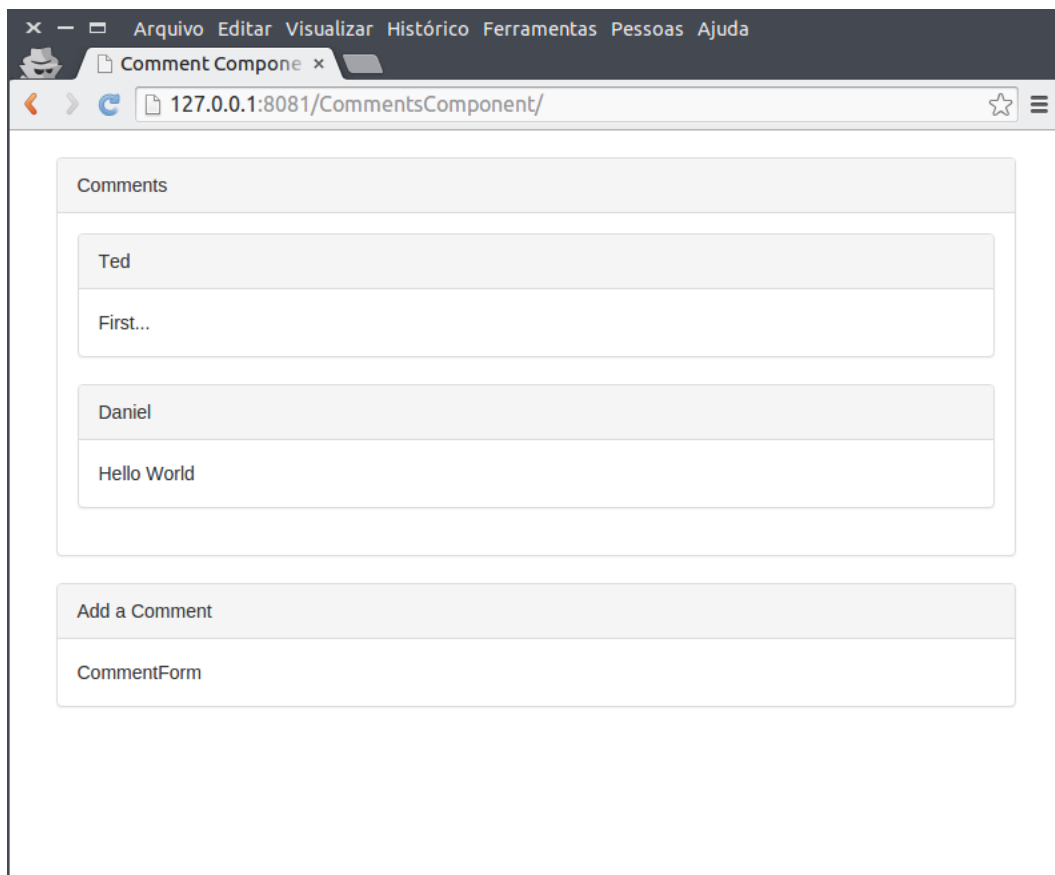 Arquivo Editar Visualizar Histórico Ferramentas Pessoas Ajuda
Comment Compone
127.0.0.1:8081/CommentsComponent/
Comments
Ted
First...
Daniel
Hello World
Add a Comment
CommentForm